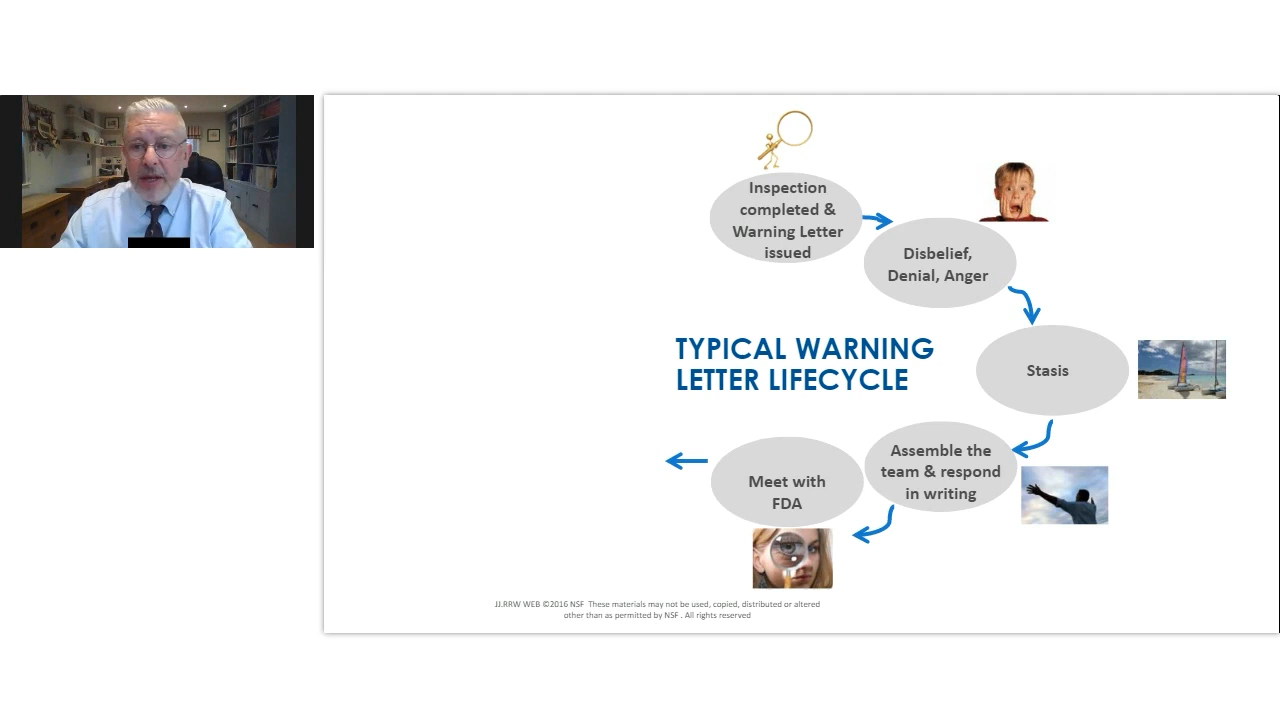 Inspection
completed &
Warning Letter
issued
Disbelief,
Denial, Anger
Stasis
TYPICAL WARNING
LETTER LIFECYCLE
Assemble the
team & respond
in writing
Meet with
FDA
JJ.RRW WEB ©2016 NSF These materials may not be used, copied, distributed or altered
other than as permitted by NSF . All rights reserved